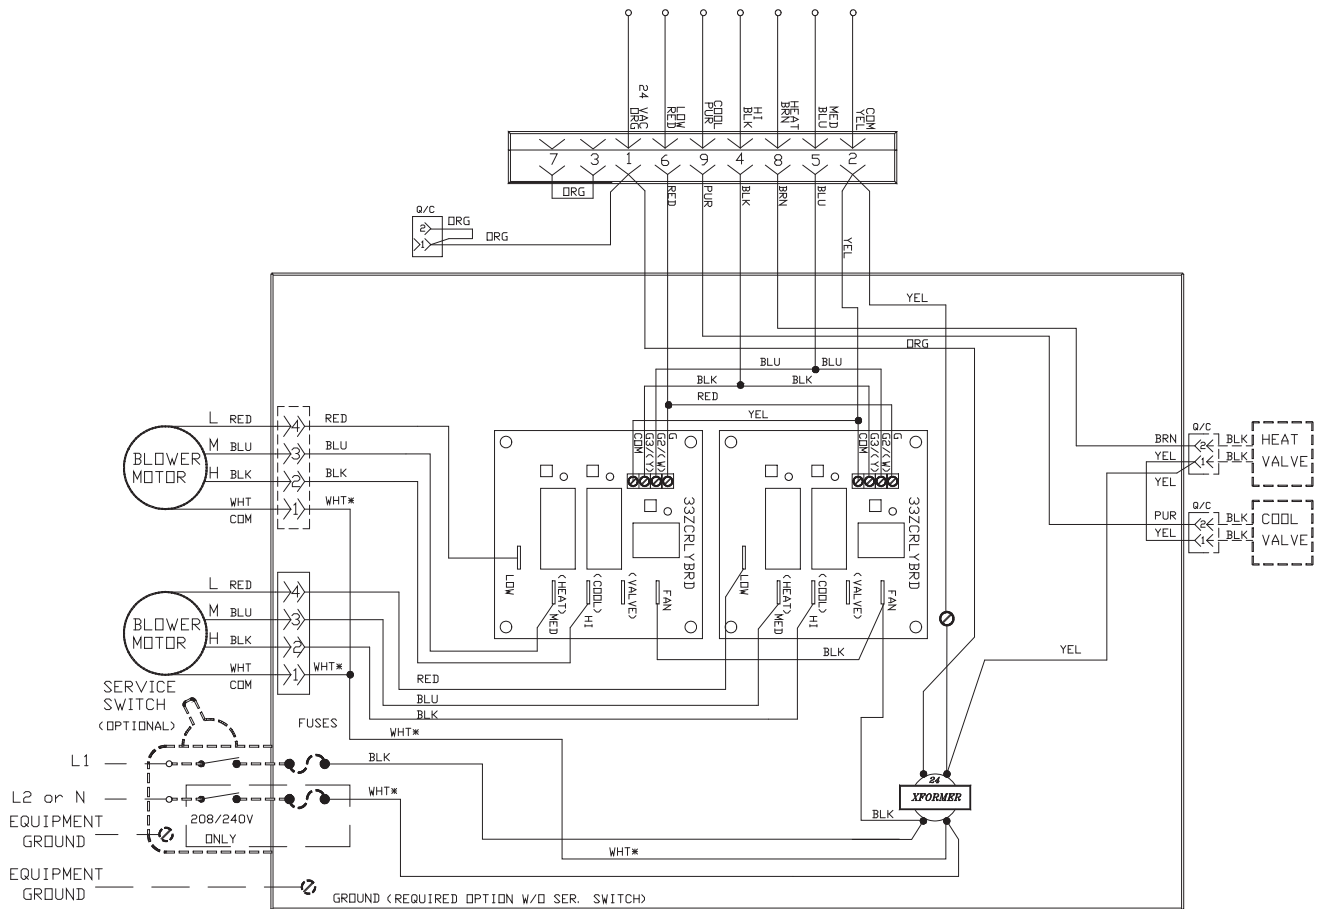 24 VAC
ORG
LOW
RED
COOL
PUR
HI
BLK
HEAT
BRN
MED
BLU
COM
YEL
7 3 1 6 9 4 8 5 2
ORG
RED
PUR
BLK
BRN
BLU
YEL
Q/C
2
1
ORG
ORG
YEL
ORG
BLU
BLU
BLK
BLK
RED
YEL
COM
G3/(Y)
G2/(W)
G
COM
G3/(Y)
G2/(W)
G
33ZCRLYBRD
33ZCRLYBRD
LOW
(HEAT) MED
(COOL) HI
(VALVE)
FAN
LOW
(HEAT) MED
(COOL) HI
(VALVE)
FAN
BLOWER
MOTOR
L RED 4 RED
M BLU 3 BLU
H BLK 2 BLK
WHT 1 WHT*
COM
BLOWER
MOTOR
L RED 4
M BLU 3
H BLK 2
WHT 1 WHT*
COM
RED
BLU
BLK
BLK
WHT*
BRN
YEL
YEL
Q/C
2
1
BLK
BLK
HEAT
VALVE
PUR
YEL
Q/C
2
1
BLK
BLK
COOL
VALVE
YEL
SERVICE
SWITCH
(OPTIONAL)
FUSES
L1
BLK
L2 or N
WHT*
208/240V
ONLY
EQUIPMENT
GROUND
EQUIPMENT
GROUND
24
XFORMER
BLK
WHT*
GROUND (REQUIRED OPTION W/O SER. SWITCH)